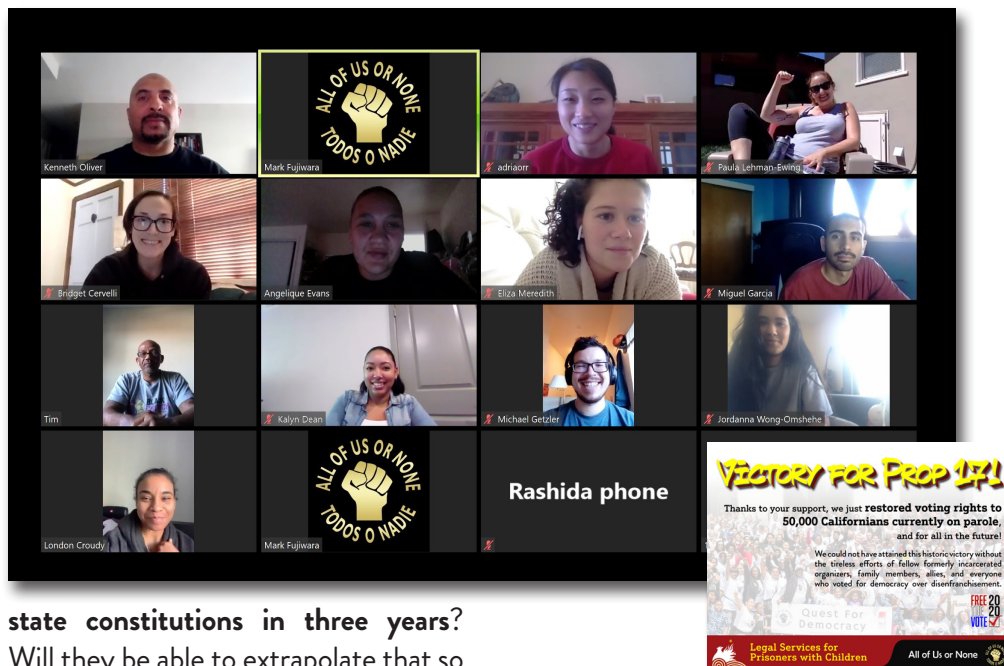 Kenneth Oliver
ALL OF US OR NONE
TODOS O NADIE
Mark Fujiwara
adriaorr
Paula Lehman-Ewing
Bridget Cervelli
Angelique Evans
Eliza Meredith
Miguel Garcia
Tim
Kalyn Dean
Michael Getzler
Jordanna Wong-Omshehe
London Croudy
ALL OF US OR NONE
TODOS O NADIE
Mark Fujiwara
Rashida phone
VICTORY FOR PROP 17!
Thanks to your support, we just restored voting rights to
50,000 Californians currently on parole,
and for all in the future!
We could not have attained this historic victory without
the tireless efforts of fellow formerly incarcerated
organizers, family members, allies, and everyone
who voted for democracy over disenfranchisement.
Quest For
Democracy
FREE 20
THE 20
VOTE
Legal Services for
Prisoners with Children
All of Us or None
state constitutions in three years?
Will they be able to extrapolate that so